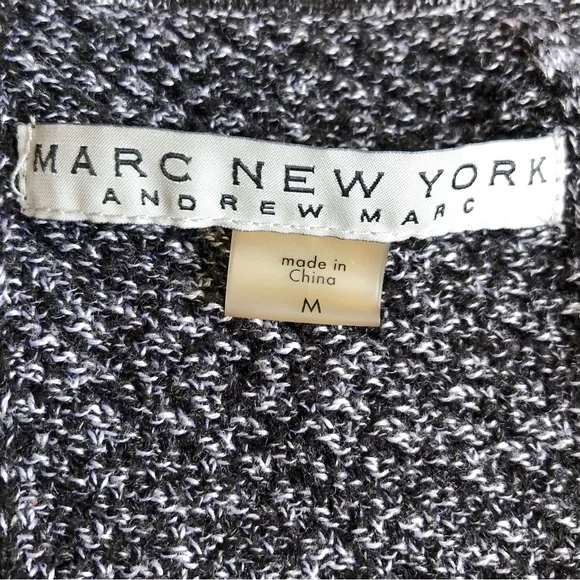 MARC NEW YORK
ANDREW MARC
made in
China
M